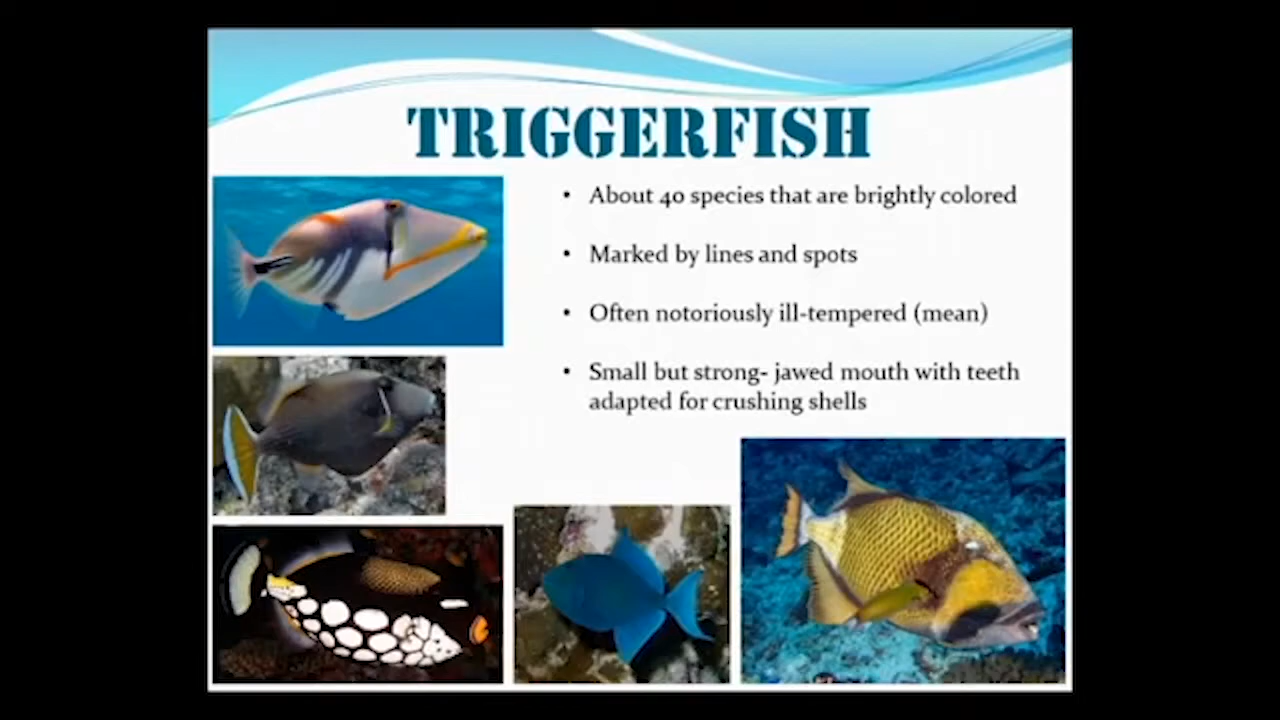 TRIGGERFISH
• About 40 species that are brightly colored
• Marked by lines and spots
• Often notoriously ill-tempered (mean)
• Small but strong- jawed mouth with teeth
adapted for crushing shells